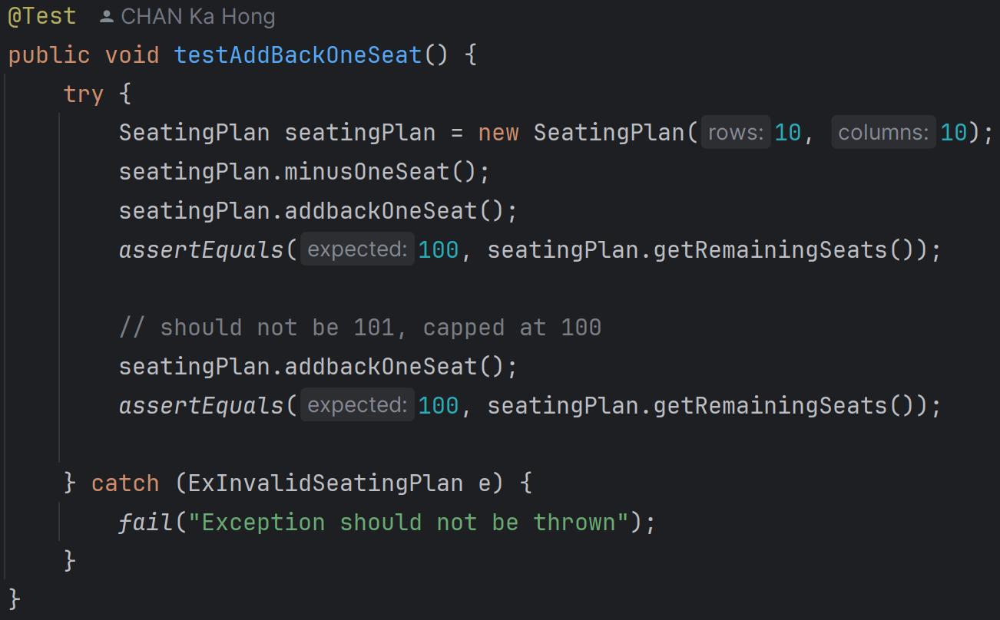 @Test CHAN Ka Hong
public void testAddBackOneSeat() {
try {
SeatingPlan seatingPlan = new SeatingPlan( rows: 10, columns: 10);
seatingPlan.minusOneSeat();
seatingPlan.addbackOneSeat();
assertEquals( expected: 100, seatingPlan.getRemainingSeats());
// should not be 101, capped at 100
seatingPlan.addbackOneSeat();
assertEquals( expected: 100, seatingPlan.getRemainingSeats());
} catch (ExInvalidSeatingPlan e) {
fail("Exception should not be thrown");
}
}